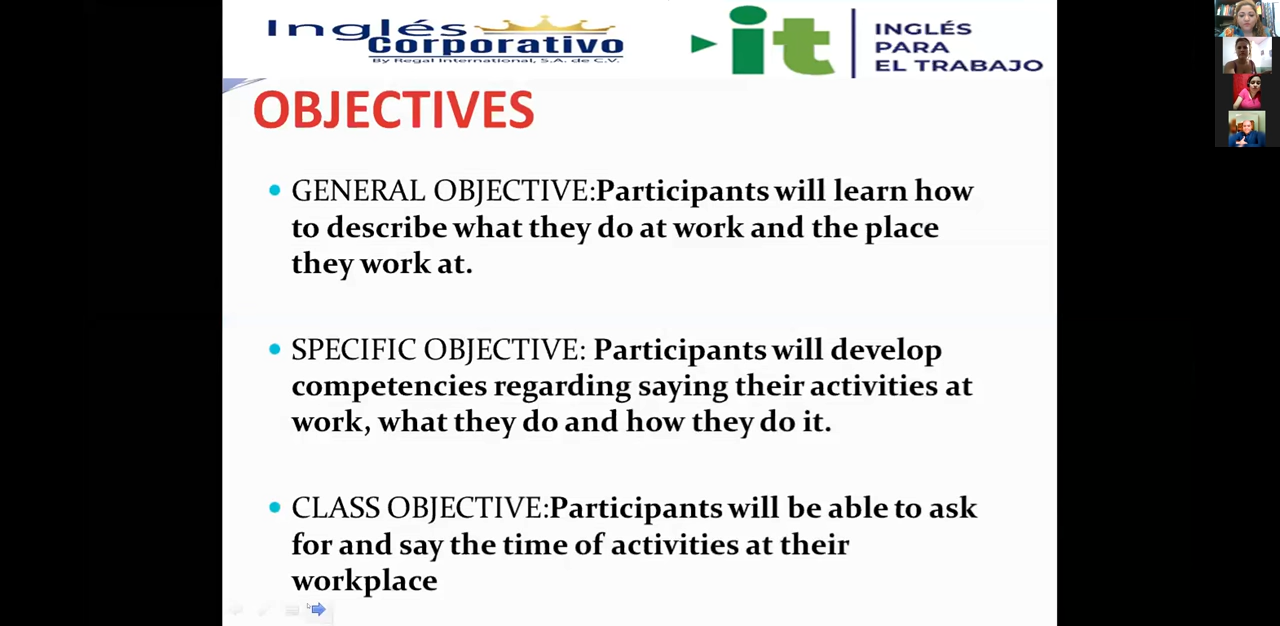 Inglés
Corporativo
By Regal International, S.A. de C.V.
it
INGLÉS
PARA
EL TRABAJO
OBJECTIVES
• GENERAL OBJECTIVE:Participants will learn how
to describe what they do at work and the place
they work at.
• SPECIFIC OBJECTIVE: Participants will develop
competencies regarding saying their activities at
work, what they do and how they do it.
• CLASS OBJECTIVE:Participants will be able to ask
for and say the time of activities at their
workplace